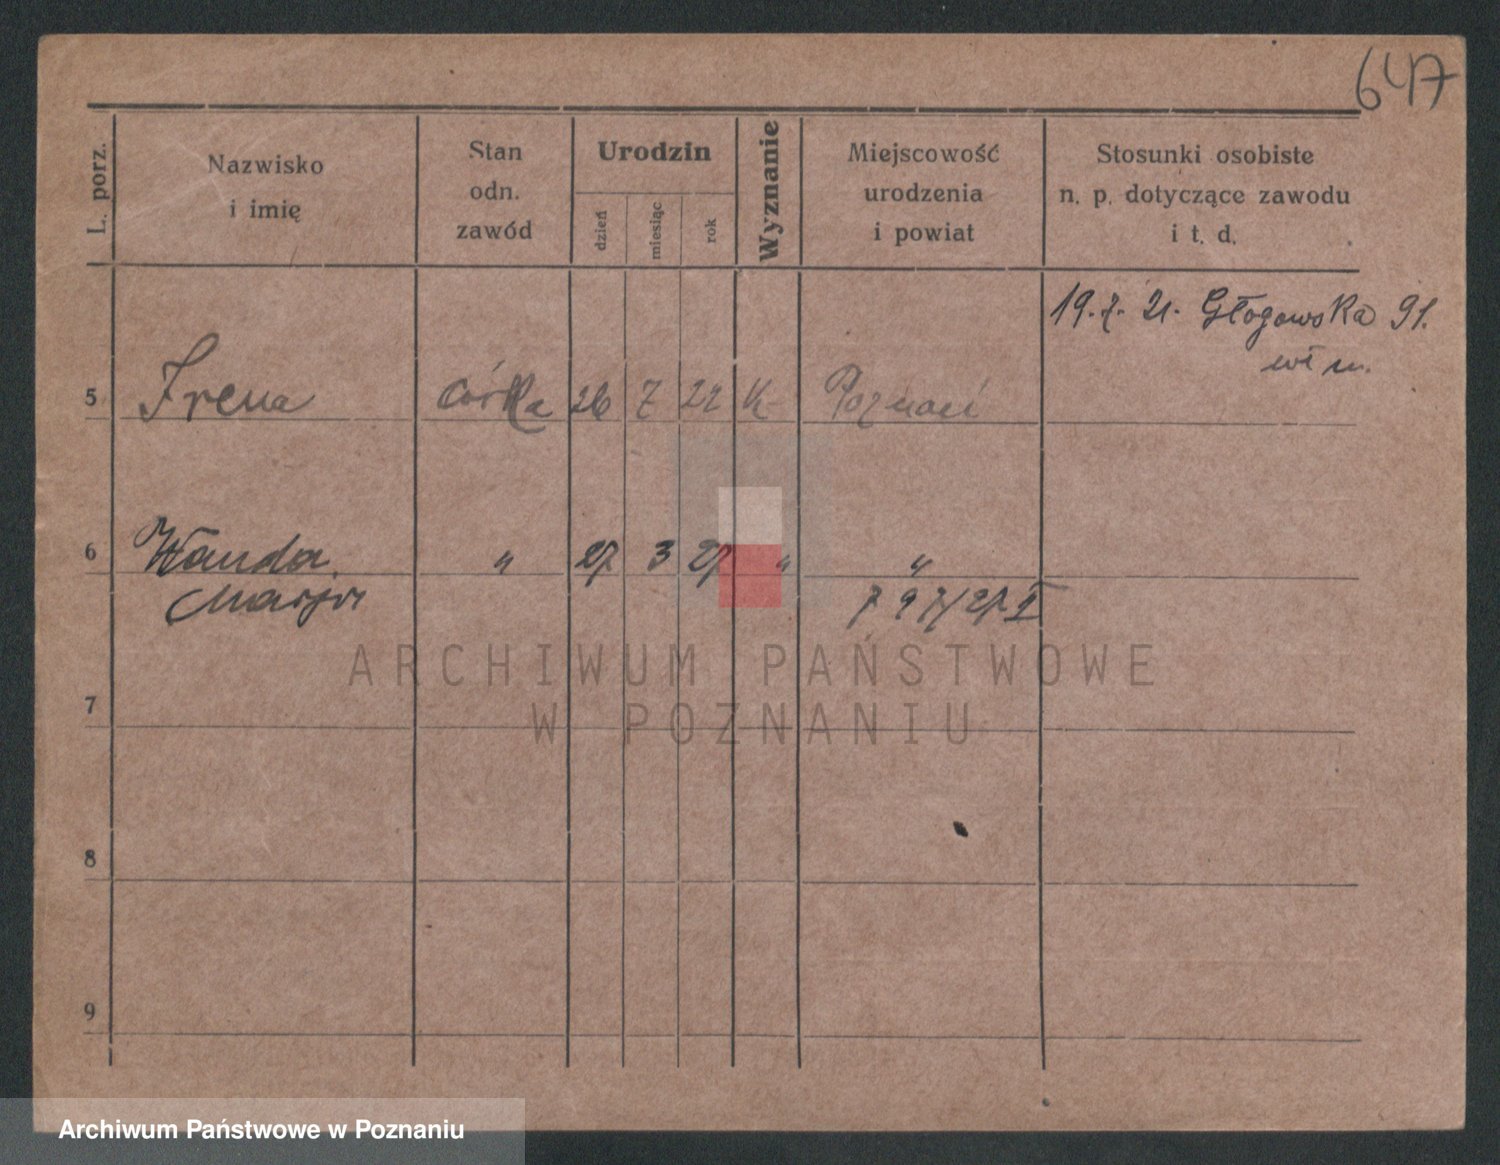 647
L. porz.
Nazwisko
i imię
Stan
odn.
zawód
Urodzin
dzień
miesiąc
rok
Wyznanie
Miejscowość
urodzenia
i powiat
Stosunki osobiste
n. p. dotyczące zawodu
i t. d.
19.7. 21. Głogowska 91.
5 Irena córka 26 7 22 K Poznań
6 Wanda " 27 3 27 " "
Marja
7
8
9
ARCHIWUM PAŃSTWOWE
W POZNANIU
Archiwum Państwowe w Poznaniu